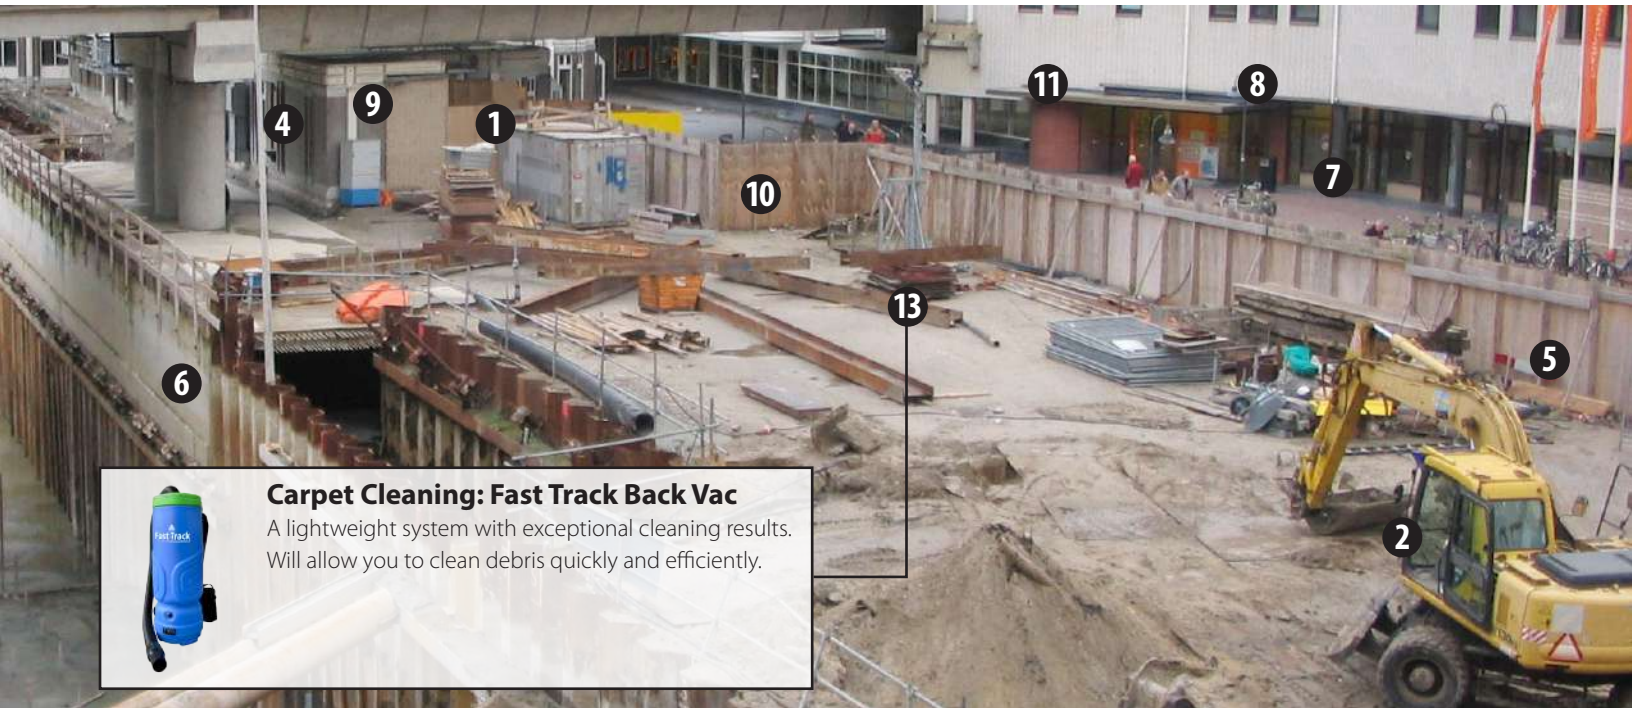 11
8
9
4
1
7
10
13
5
6
2
Carpet Cleaning: Fast Track Back Vac
A lightweight system with exceptional cleaning results.
Will allow you to clean debris quickly and efficiently.
Fast Track